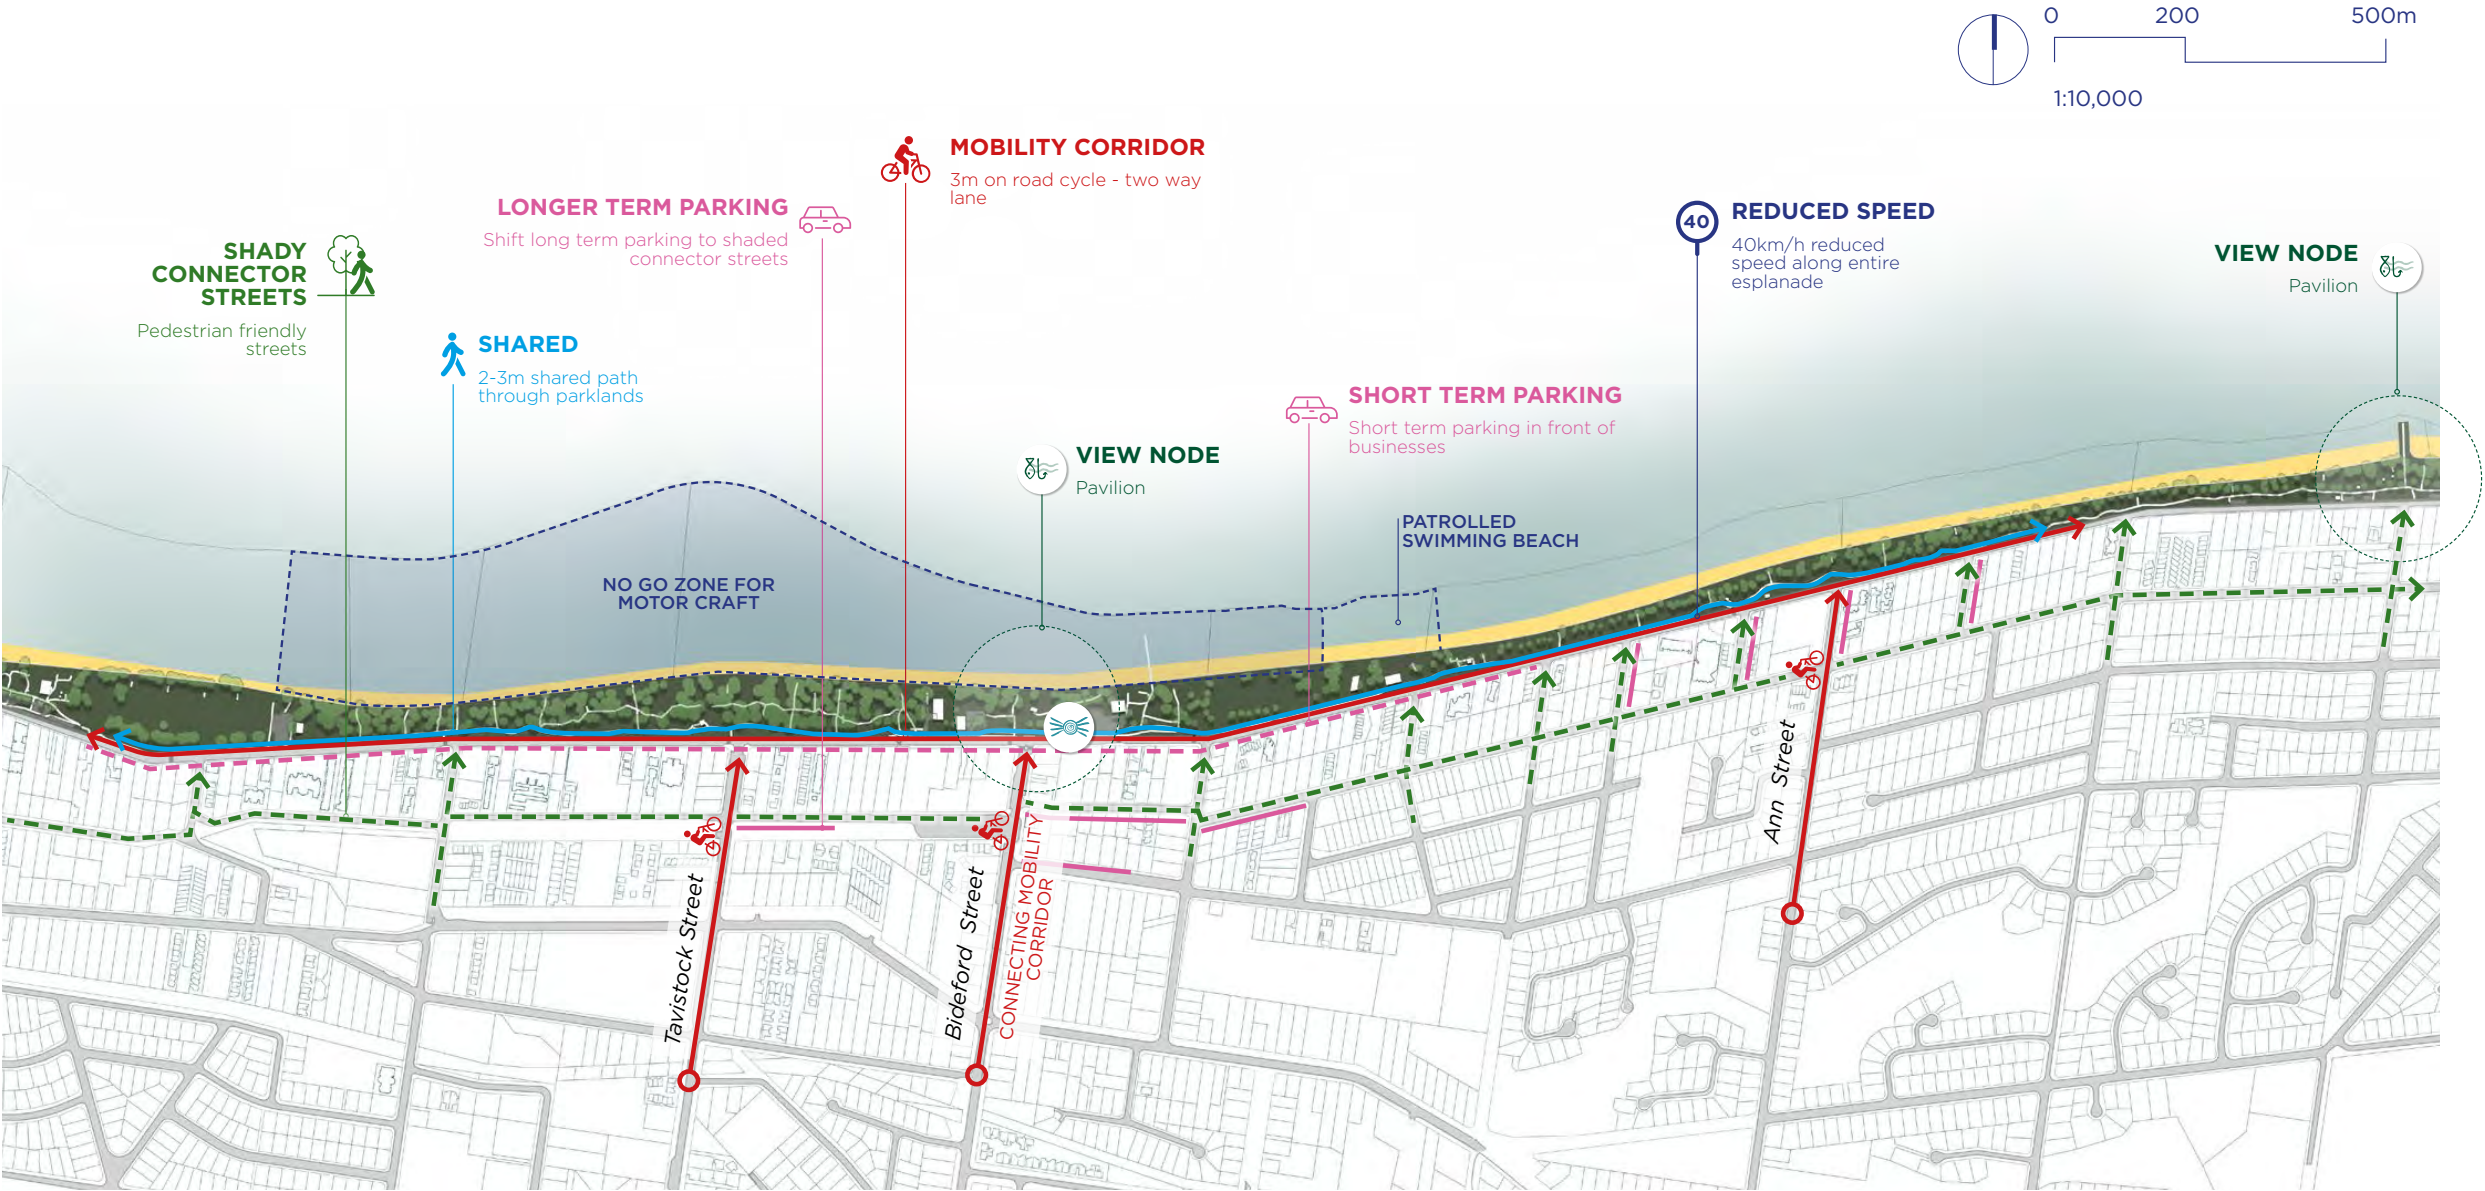 0 200 500m
1:10,000
MOBILITY CORRIDOR
3m on road cycle - two way
lane
LONGER TERM PARKING
Shift long term parking to shaded
connector streets
40
REDUCED SPEED
40km/h reduced
speed along entire
esplanade
SHADY
CONNECTOR
STREETS
Pedestrian friendly
streets
VIEW NODE
Pavilion
SHARED
2-3m shared path
through parklands
SHORT TERM PARKING
Short term parking in front of
businesses
VIEW NODE
Pavilion
PATROLLED
SWIMMING BEACH
NO GO ZONE FOR
MOTOR CRAFT
Tavistock Street
Bideford Street
CONNECTING MOBILITY
CORRIDOR
Ann Street